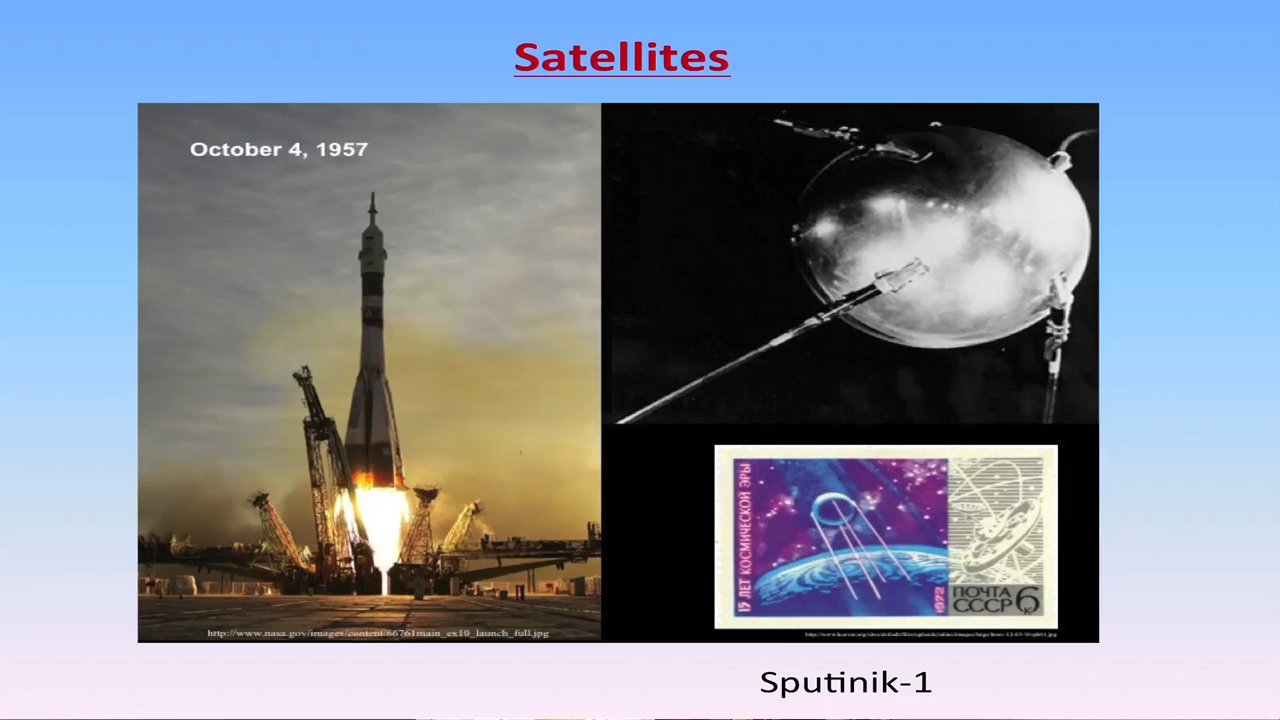 Satellites
October 4, 1957
http://www.nasa.gov/images/content/66761main_ex10_launch_full.jpg
15 ЛЕТ КОСМИЧЕСКОЙ ЭРЫ
1972
ПОЧТА
СССР 6к
Sputinik-1